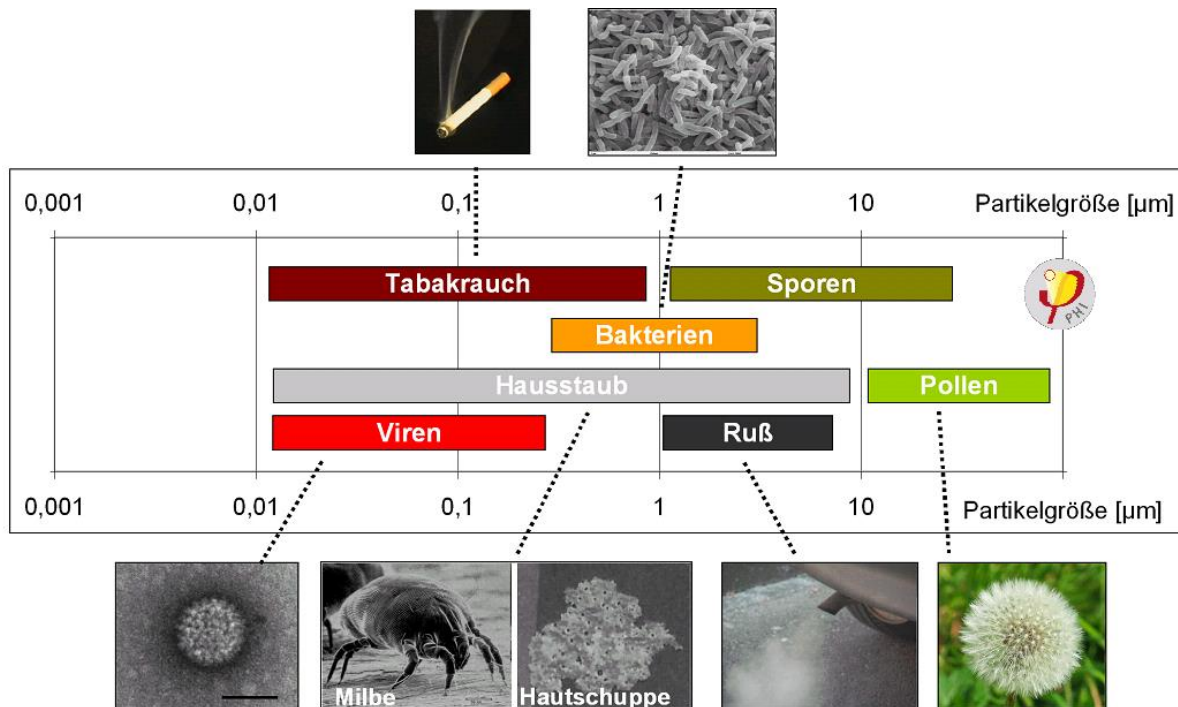 0,001 0,01 0,1 1 10 Partikelgröße [µm]
Tabakrauch Sporen
Bakterien
Hausstaub Pollen
Viren Ruß
PHI
0,001 0,01 0,1 1 10 Partikelgröße [µm]
Milbe Hautschuppe